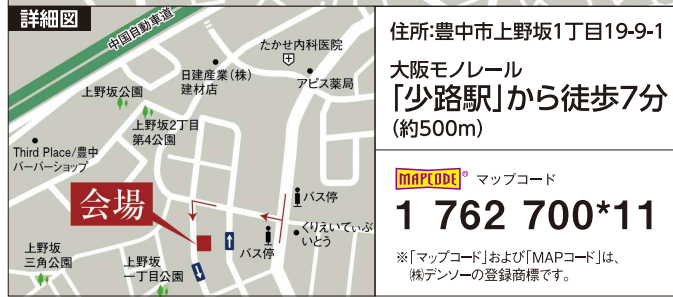 詳細図
中国自動車道
たかせ内科医院
日建産業(株)
建材店
アピス薬局
上野坂公園
上野坂2丁目
第4公園
Third Place/豊中
バーバーショップ
会場
バス停
くりえいてぃぶ
いとう
バス停
上野坂
三角公園
上野坂
一丁目公園
住所:豊中市上野坂1丁目19-9-1
大阪モノレール
「少路駅」から徒歩7分
(約500m)
MAPCODE® マップコード
1 762 700*11
※「マップコード」および「MAPコード」は、
㈱デンソーの登録商標です。